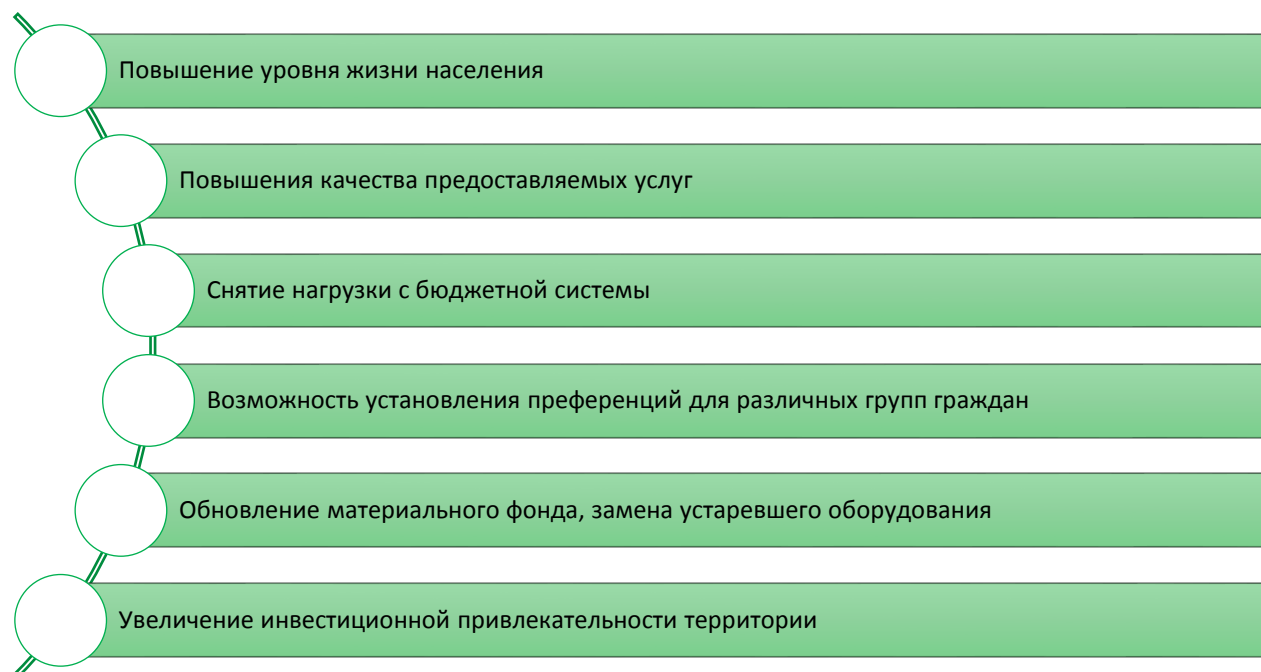 Повышение уровня жизни населения
Повышения качества предоставляемых услуг
Снятие нагрузки с бюджетной системы
Возможность установления преференций для различных групп граждан
Обновление материального фонда, замена устаревшего оборудования
Увеличение инвестиционной привлекательности территории